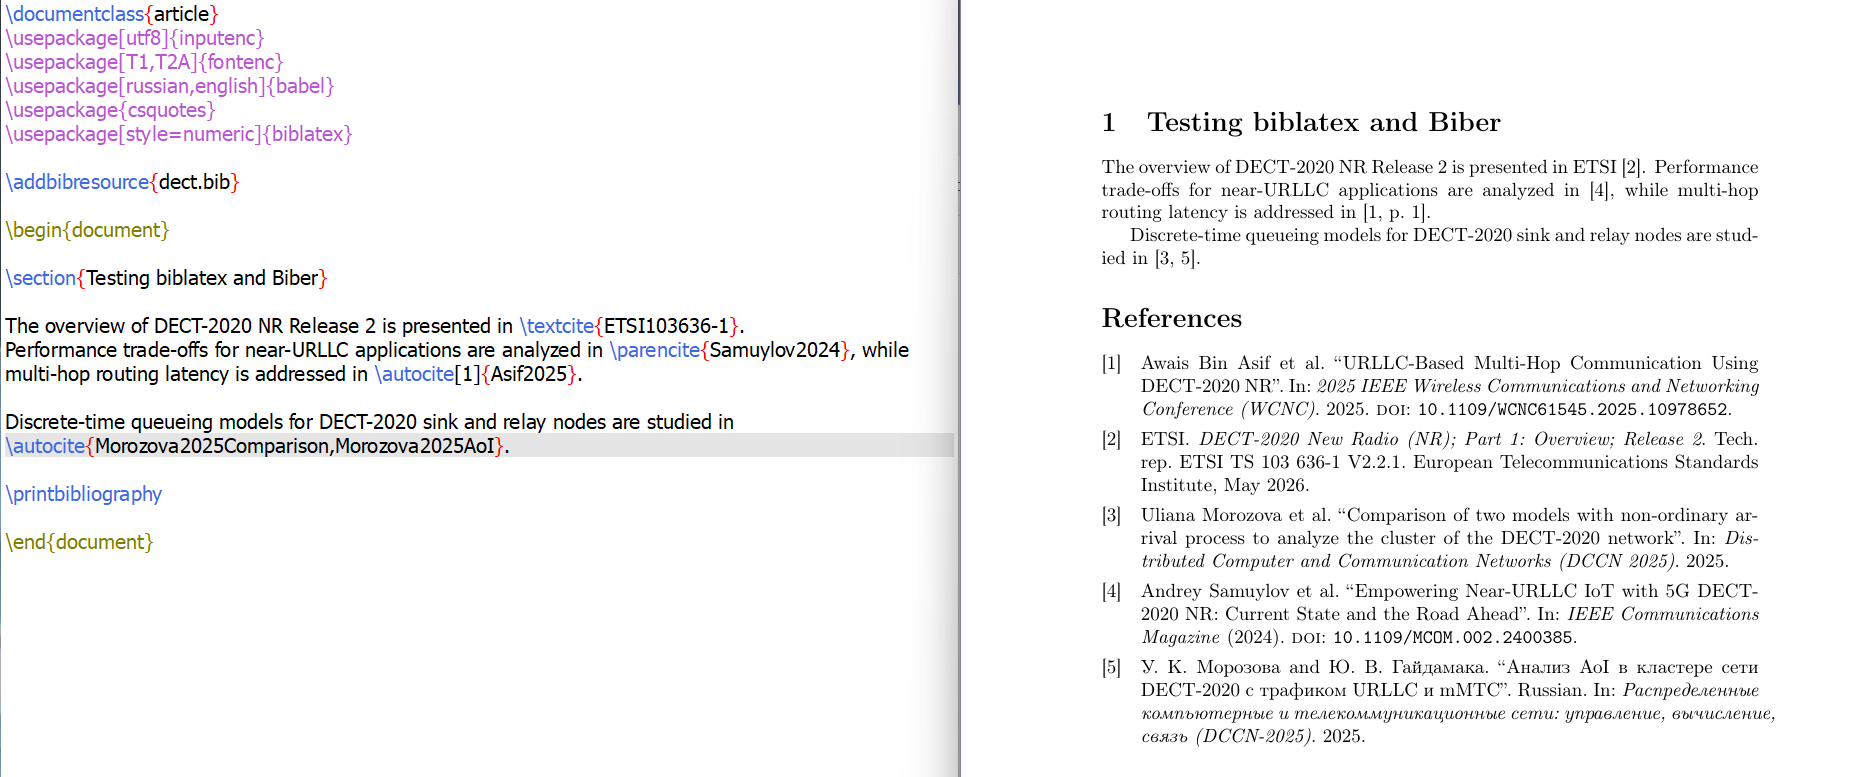 \documentclass{article}
\usepackage[utf8]{inputenc}
\usepackage[T1,T2A]{fontenc}
\usepackage[russian,english]{babel}
\usepackage{csquotes}
\usepackage[style=numeric]{biblatex}
\addbibresource{dect.bib}
\begin{document}
\section{Testing biblatex and Biber}
The overview of DECT-2020 NR Release 2 is presented in \textcite{ETSI103636-1}.
Performance trade-offs for near-URLLC applications are analyzed in \parencite{Samuylov2024}, while
multi-hop routing latency is addressed in \autocite[1]{Asif2025}.
Discrete-time queueing models for DECT-2020 sink and relay nodes are studied in
\autocite{Morozova2025Comparison,Morozova2025AoI}.
\printbibliography
\end{document}
1 Testing biblatex and Biber
The overview of DECT-2020 NR Release 2 is presented in ETSI [2]. Performance
trade-offs for near-URLLC applications are analyzed in [4], while multi-hop
routing latency is addressed in [1, p. 1].
Discrete-time queueing models for DECT-2020 sink and relay nodes are stud-
ied in [3, 5].
References
[1] Awais Bin Asif et al. “URLLC-Based Multi-Hop Communication Using
DECT-2020 NR”. In: 2025 IEEE Wireless Communications and Networking
Conference (WCNC). 2025. DOI: 10.1109/WCNC61545.2025.10978652.
[2] ETSI. DECT-2020 New Radio (NR); Part 1: Overview; Release 2. Tech.
rep. ETSI TS 103 636-1 V2.2.1. European Telecommunications Standards
Institute, May 2026.
[3] Uliana Morozova et al. “Comparison of two models with non-ordinary ar-
rival process to analyze the cluster of the DECT-2020 network”. In: Dis-
tributed Computer and Communication Networks (DCCN 2025). 2025.
[4] Andrey Samuylov et al. “Empowering Near-URLLC IoT with 5G DECT-
2020 NR: Current State and the Road Ahead”. In: IEEE Communications
Magazine (2024). DOI: 10.1109/MCOM.002.2400385.
[5] У. К. Морозова and Ю. В. Гайдамака. “Анализ AoI в кластере сети
DECT-2020 с трафиком URLLC и mMTC”. Russian. In: Распределенные
компьютерные и телекоммуникационные сети: управление, вычисление,
связь (DCCN-2025). 2025.